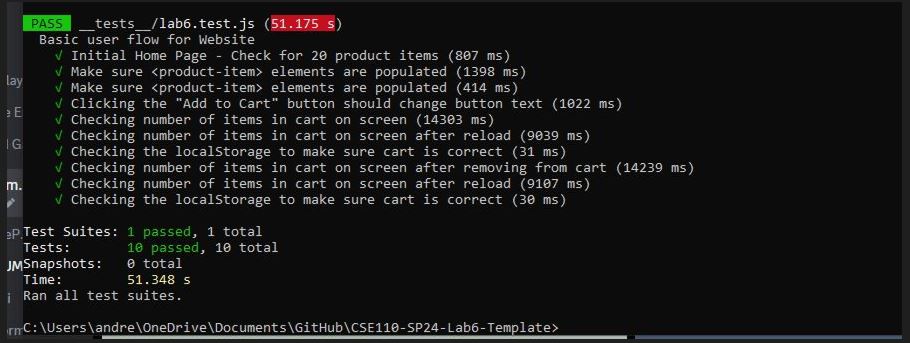 PASS __tests__/lab6.test.js (51.175 s)
Basic user flow for Website
√ Initial Home Page - Check for 20 product items (807 ms)
√ Make sure <product-item> elements are populated (1398 ms)
√ Make sure <product-item> elements are populated (414 ms)
√ Clicking the "Add to Cart" button should change button text (1022 ms)
√ Checking number of items in cart on screen (14303 ms)
√ Checking number of items in cart on screen after reload (9039 ms)
√ Checking the localStorage to make sure cart is correct (31 ms)
√ Checking number of items in cart on screen after removing from cart (14239 ms)
√ Checking number of items in cart on screen after reload (9107 ms)
√ Checking the localStorage to make sure cart is correct (30 ms)
Test Suites: 1 passed, 1 total
Tests: 10 passed, 10 total
Snapshots: 0 total
Time: 51.348 s
Ran all test suites.
C:\Users\andre\OneDrive\Documents\GitHub\CSE110-SP24-Lab6-Template>